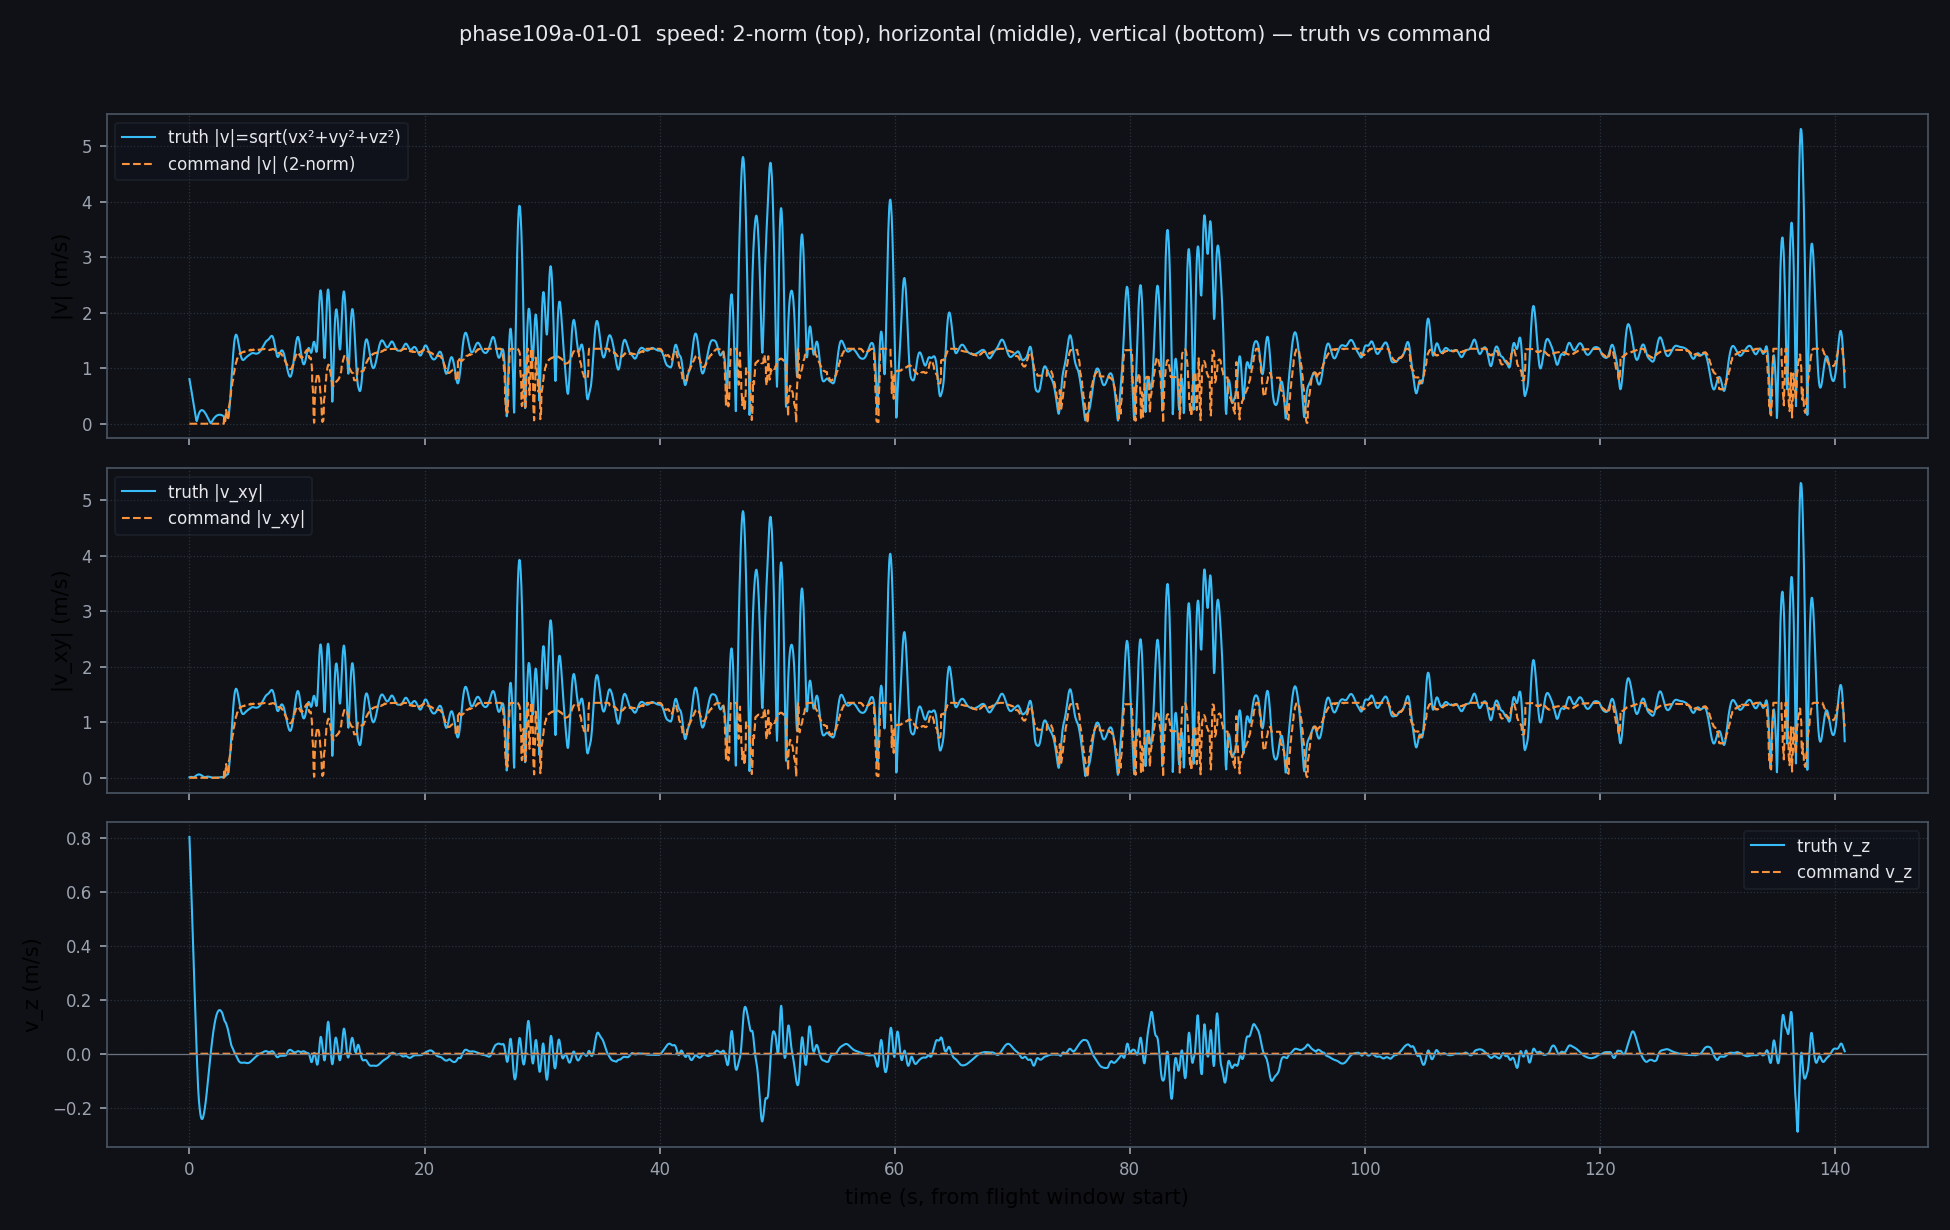 phase109a-01-01  speed: 2-norm (top), horizontal (middle), vertical (bottom) — truth vs command
truth |v|=sqrt(vx²+vy²+vz²)
command |v| (2-norm)
|v| (m/s)
5
4
3
2
1
0
truth |v_xy|
command |v_xy|
|v_xy| (m/s)
5
4
3
2
1
0
truth v_z
command v_z
v_z (m/s)
0.8
0.6
0.4
0.2
0.0
−0.2
0 20 40 60 80 100 120 140
time (s, from flight window start)